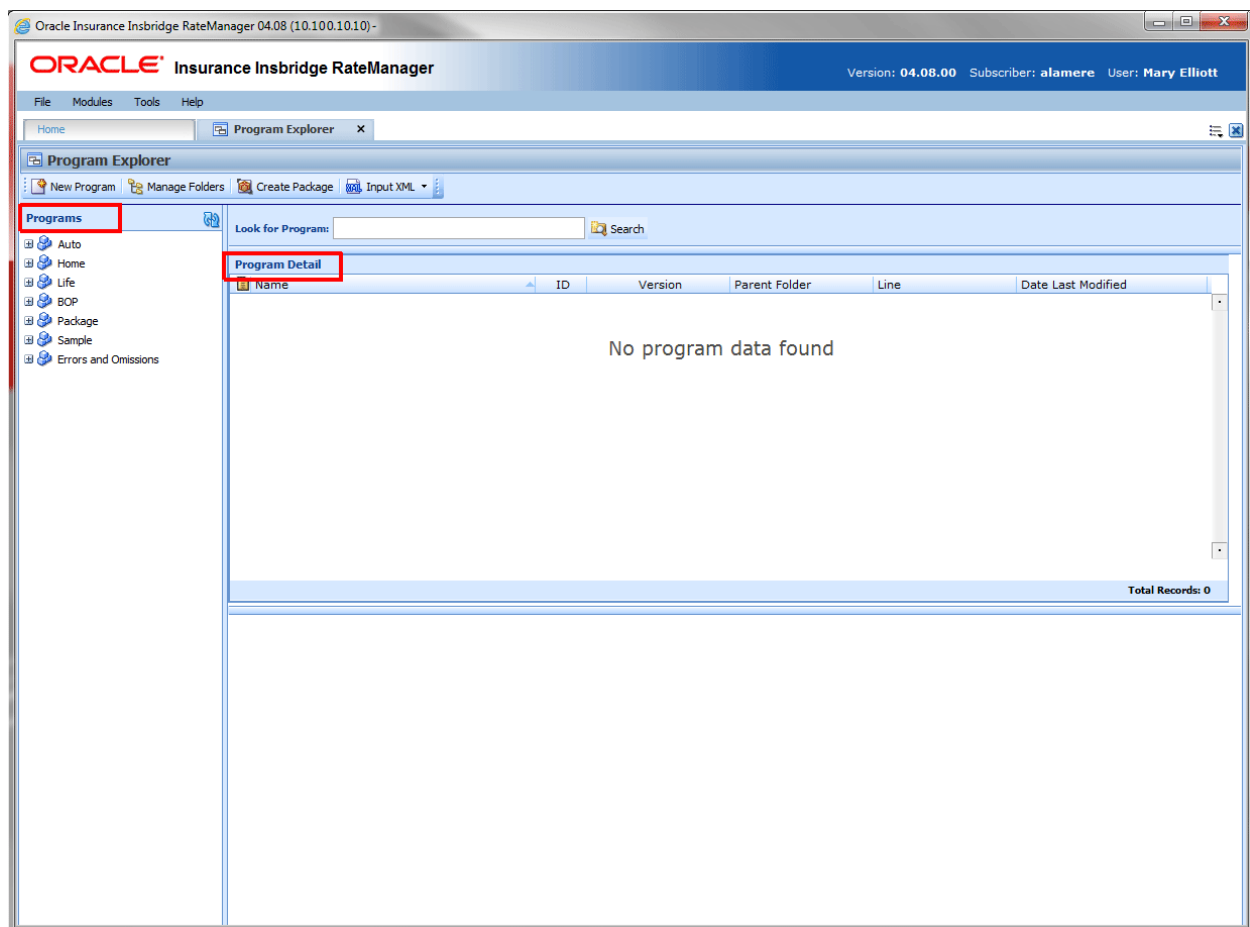 Oracle Insurance Insbridge RateManager 04.08 (10.100.10.10) -
ORACLE Insurance Insbridge RateManager
Version: 04.08.00 Subscriber: alamere User: Mary Elliott
File Modules Tools Help
Home Program Explorer X
Program Explorer
New Program Manage Folders Create Package XML Input XML
Programs
Auto
Home
Life
BOP
Package
Sample
Errors and Omissions
Look for Program: Search
Program Detail
Name ID Version Parent Folder Line Date Last Modified
No program data found
Total Records: 0